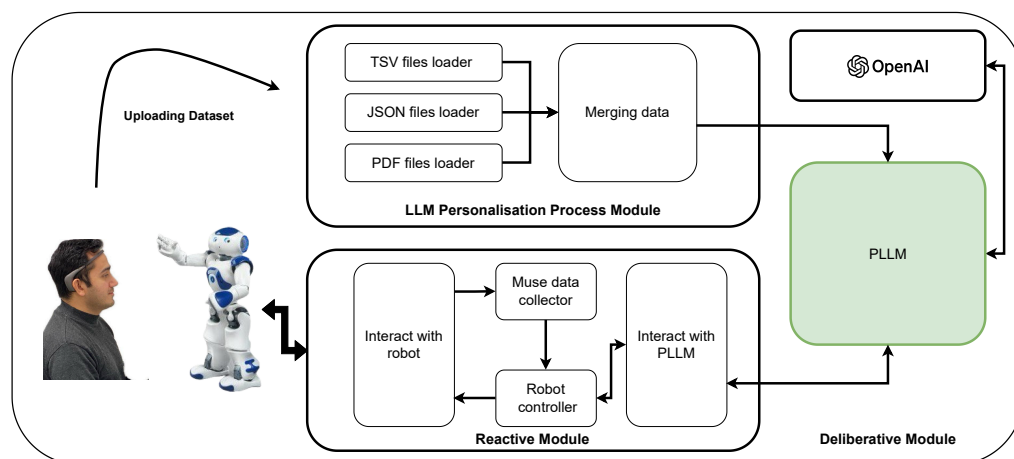 Uploading Dataset
TSV files loader
JSON files loader
PDF files loader
Merging data
LLM Personalisation Process Module
OpenAI
PLLM
Interact with
robot
Muse data
collector
Robot
controller
Interact with
PLLM
Reactive Module
Deliberative Module